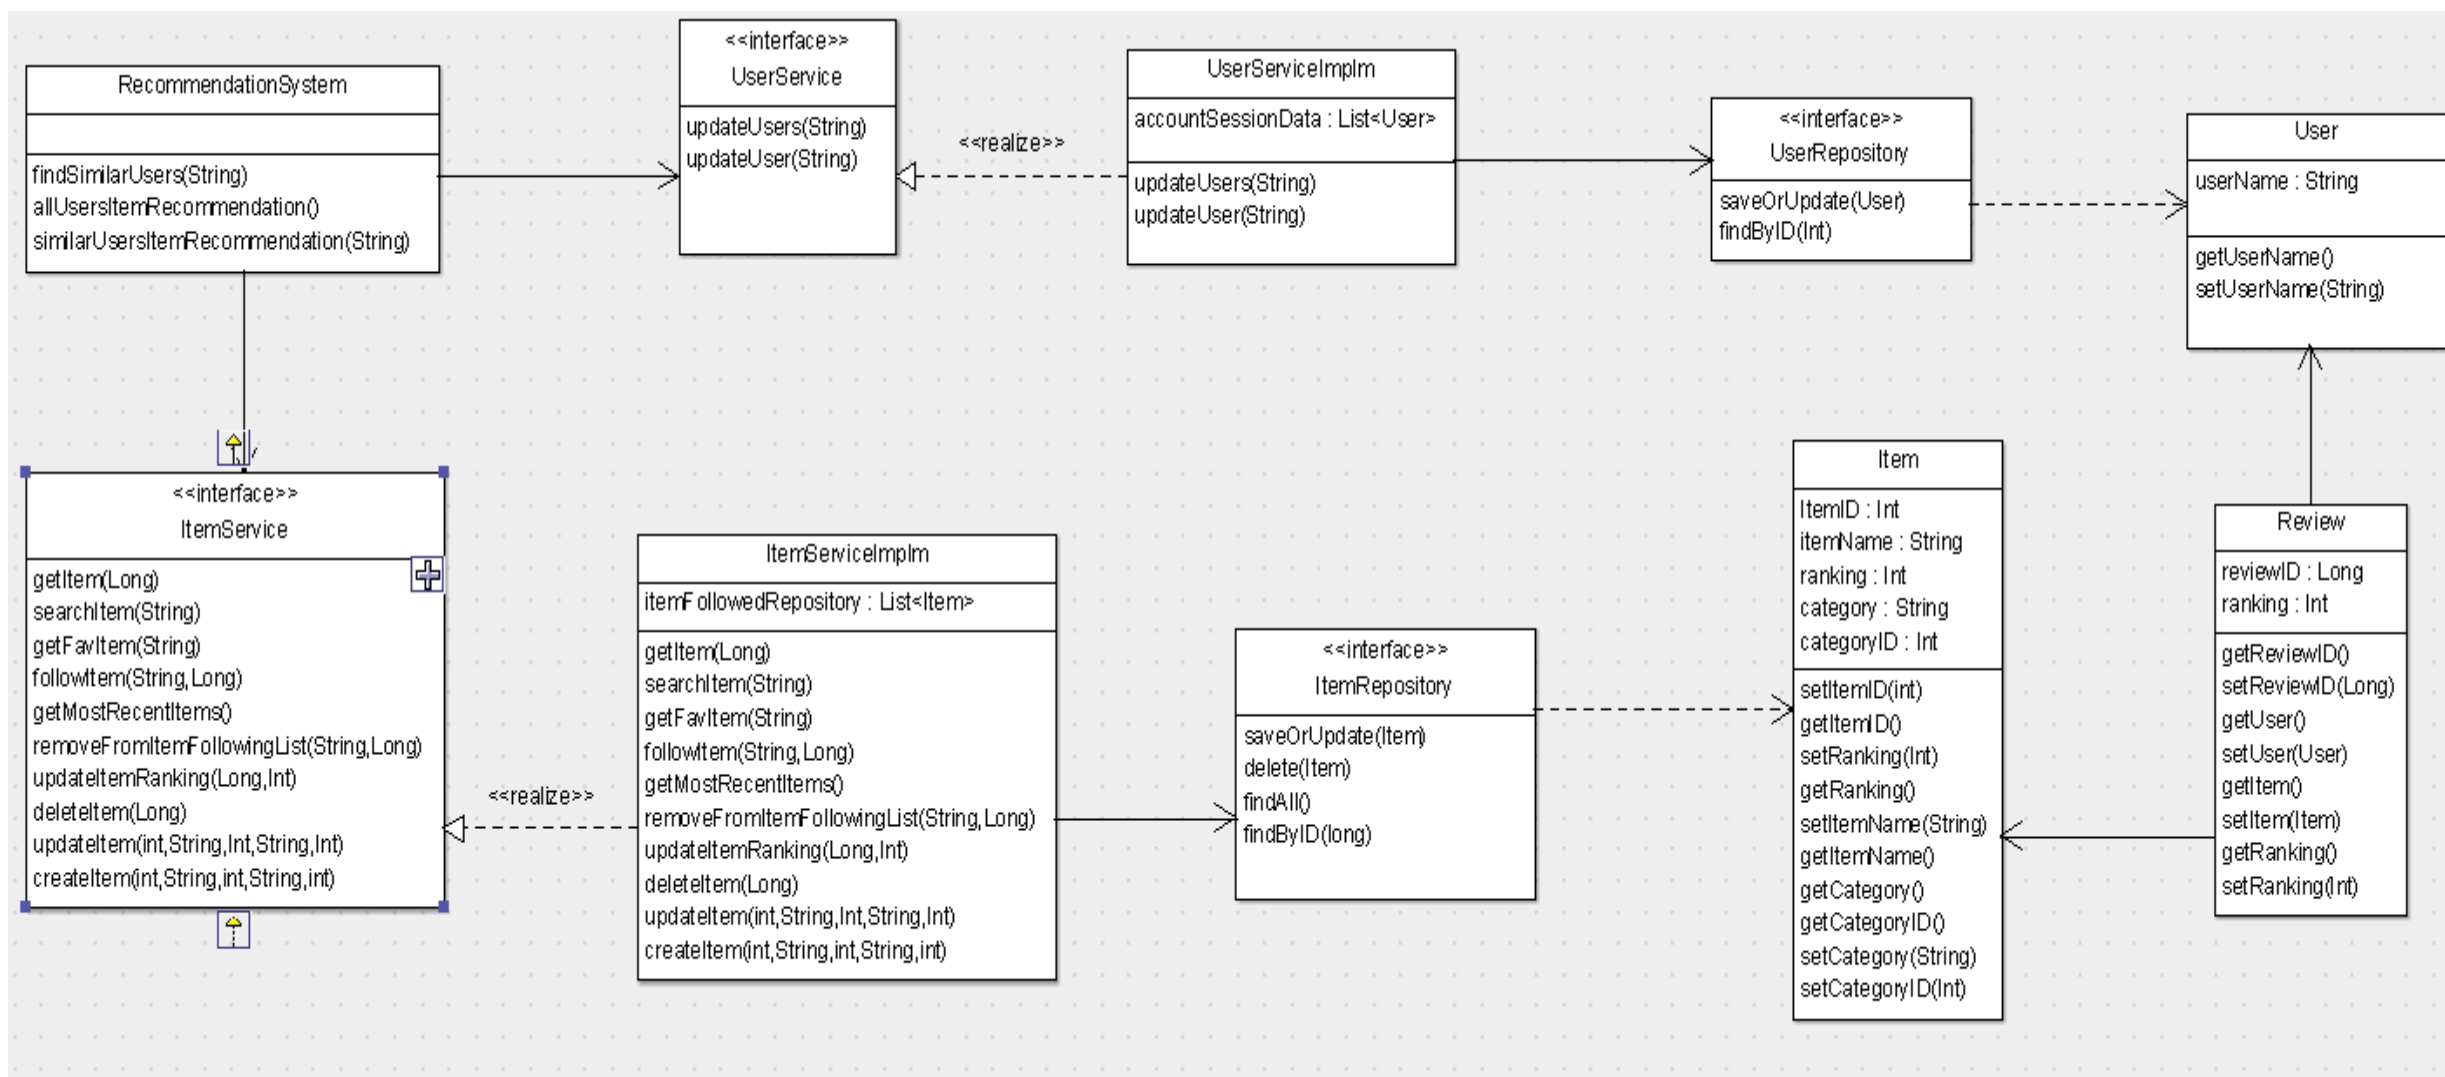 RecommendationSystem
findSimilarUsers(String)
allUsersItemRecommendation()
similarUsersItemRecommendation(String)
<<interface>>
UserService
updateUsers(String)
updateUser(String)
<<realize>>
UserServiceImplm
accountSessionData : List<User>
updateUsers(String)
updateUser(String)
<<interface>>
UserRepository
saveOrUpdate(User)
findByID(Int)
User
userName : String
getUserName()
setUserName(String)
<<interface>>
ItemService
getItem(Long)
searchItem(String)
getFavItem(String)
followItem(String,Long)
getMostRecentItems()
removeFromItemFollowingList(String,Long)
updateItemRanking(Long,Int)
deleteItem(Long)
updateItem(int,String,Int,String,Int)
createItem(int,String,int,String,int)
<<realize>>
ItemServiceImplm
itemFollowedRepository : List<Item>
getItem(Long)
searchItem(String)
getFavItem(String)
followItem(String,Long)
getMostRecentItems()
removeFromItemFollowingList(String,Long)
updateItemRanking(Long,Int)
deleteItem(Long)
updateItem(int,String,Int,String,Int)
createItem(int,String,int,String,int)
<<interface>>
ItemRepository
saveOrUpdate(Item)
delete(Item)
findAll()
findByID(long)
Item
ItemID : Int
itemName : String
ranking : Int
category : String
categoryID : Int
setItemID(int)
getItemID()
setRanking(Int)
getRanking()
setItemName(String)
getItemName()
getCategory()
getCategoryID()
setCategory(String)
setCategoryID(Int)
Review
reviewID : Long
ranking : Int
getReviewID()
setReviewID(Long)
getUser()
setUser(User)
getItem()
setItem(Item)
getRanking()
setRanking(Int)